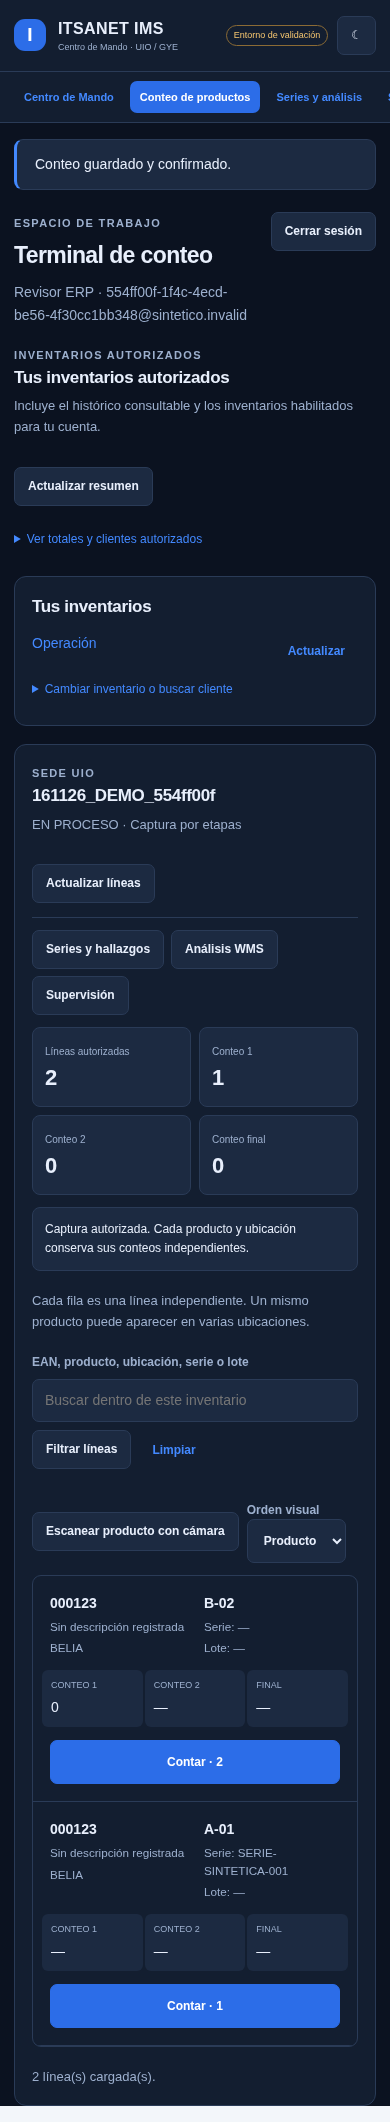 I
ITSANET IMS
Centro de Mando · UIO / GYE
Entorno de validación
Centro de Mando
Conteo de productos
Series y análisis
Conteo guardado y confirmado.
ESPACIO DE TRABAJO
Cerrar sesión
Terminal de conteo
Revisor ERP · 554ff00f-1f4c-4ecd-
be56-4f30cc1bb348@sintetico.invalid
INVENTARIOS AUTORIZADOS
Tus inventarios autorizados
Incluye el histórico consultable y los inventarios habilitados
para tu cuenta.
Actualizar resumen
Ver totales y clientes autorizados
Tus inventarios
Operación
Actualizar
Cambiar inventario o buscar cliente
SEDE UIO
161126_DEMO_554ff00f
EN PROCESO · Captura por etapas
Actualizar líneas
Series y hallazgos
Análisis WMS
Supervisión
Líneas autorizadas
2
Conteo 1
1
Conteo 2
0
Conteo final
0
Captura autorizada. Cada producto y ubicación
conserva sus conteos independientes.
Cada fila es una línea independiente. Un mismo
producto puede aparecer en varias ubicaciones.
EAN, producto, ubicación, serie o lote
Buscar dentro de este inventario
Filtrar líneas
Limpiar
Escanear producto con cámara
Orden visual
Producto
000123
Sin descripción registrada
BELIA
B-02
Serie: —
Lote: —
CONTEO 1
0
CONTEO 2
—
FINAL
—
Contar · 2
000123
Sin descripción registrada
BELIA
A-01
Serie: SERIE-
SINTETICA-001
Lote: —
CONTEO 1
—
CONTEO 2
—
FINAL
—
Contar · 1
2 línea(s) cargada(s).